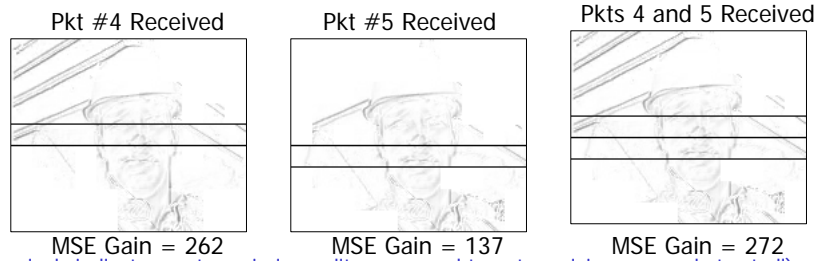 Pkt #4 Received
Pkt #5 Received
Pkts 4 and 5 Received
MSE Gain = 262
MSE Gain = 137
MSE Gain = 272